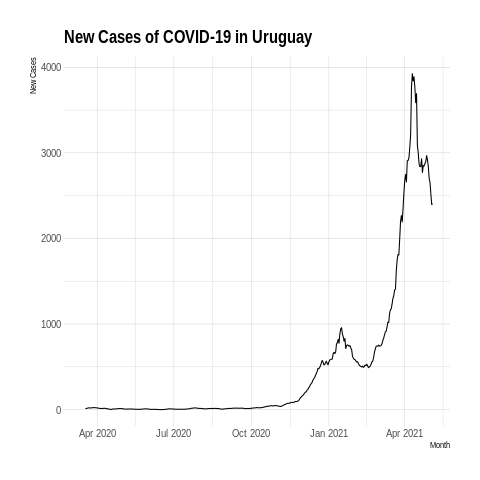 New Cases of COVID-19 in Uruguay
New Cases
4000
3000
2000
1000
0
Apr 2020 Jul 2020 Oct 2020 Jan 2021 Apr 2021
Month